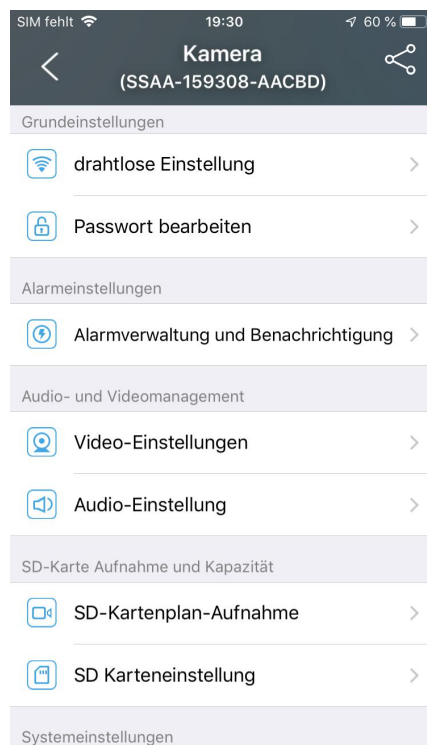 SIM fehlt 19:30 60 %
Kamera
(SSAA-159308-AACBD)
Grundeinstellungen
drahtlose Einstellung
Passwort bearbeiten
Alarmeinstellungen
Alarmverwaltung und Benachrichtigung
Audio- und Videomanagement
Video-Einstellungen
Audio-Einstellung
SD-Karte Aufnahme und Kapazität
SD-Kartenplan-Aufnahme
SD Karteneinstellung
Systemeinstellungen